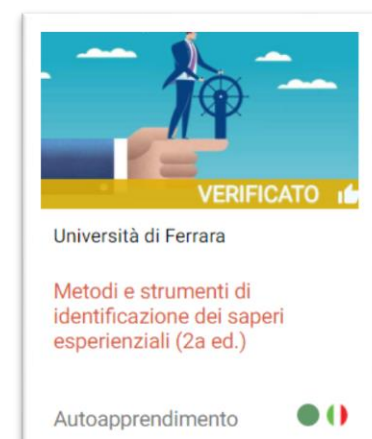 VERIFICATO
Università di Ferrara
Metodi e strumenti di
identificazione dei saperi
esperienziali (2a ed.)
Autoapprendimento